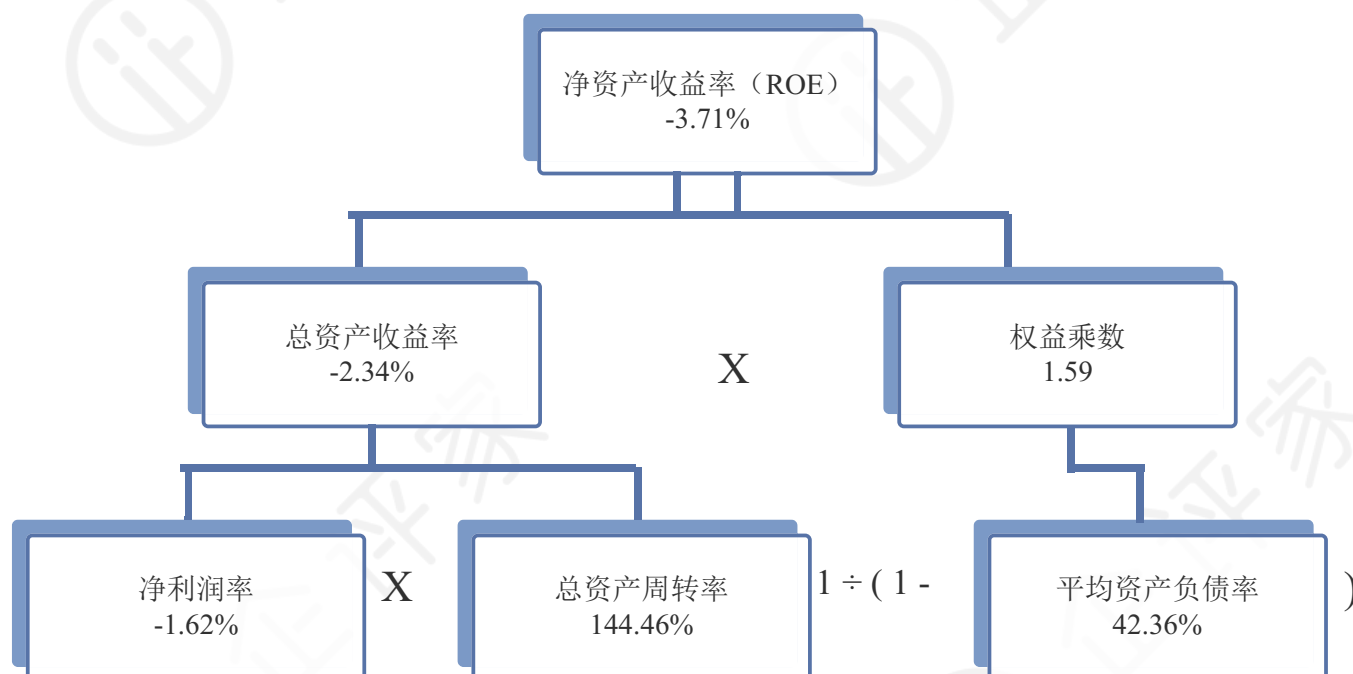 净资产收益率（ROE）
-3.71%
总资产收益率
-2.34%
X
权益乘数
1.59
净利润率
-1.62%
X
总资产周转率
144.46%
1 ÷ ( 1 -
平均资产负债率
42.36%
)